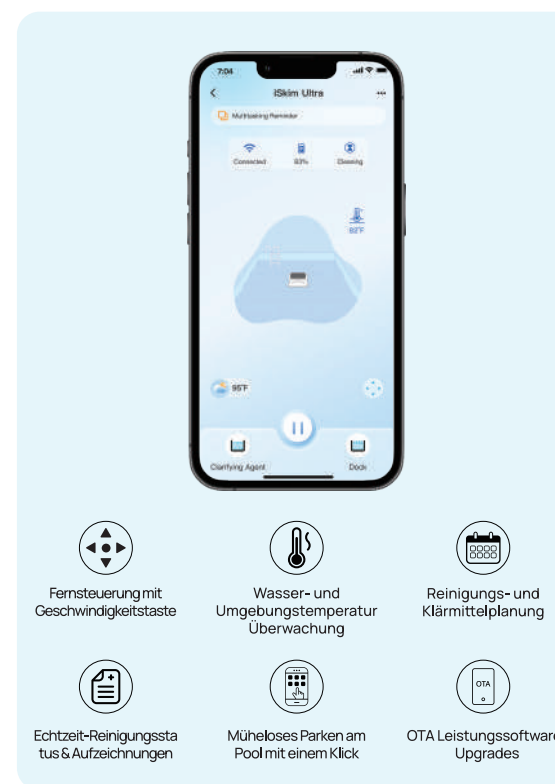 7:04
iSkim Ultra
Multitasking Reminder
Connected
83%
Cleaning
83°F
95°F
Clarifying Agent
Dock
Fernsteuerung mit
Geschwindigkeitstaste
Wasser- und
Umgebungstemperatur
Überwachung
Reinigungs- und
Klärmittelplanung
Echtzeit-Reinigungssta
tus & Aufzeichnungen
Müheloses Parken am
Pool mit einem Klick
OTA
OTA Leistungssoftware
Upgrades